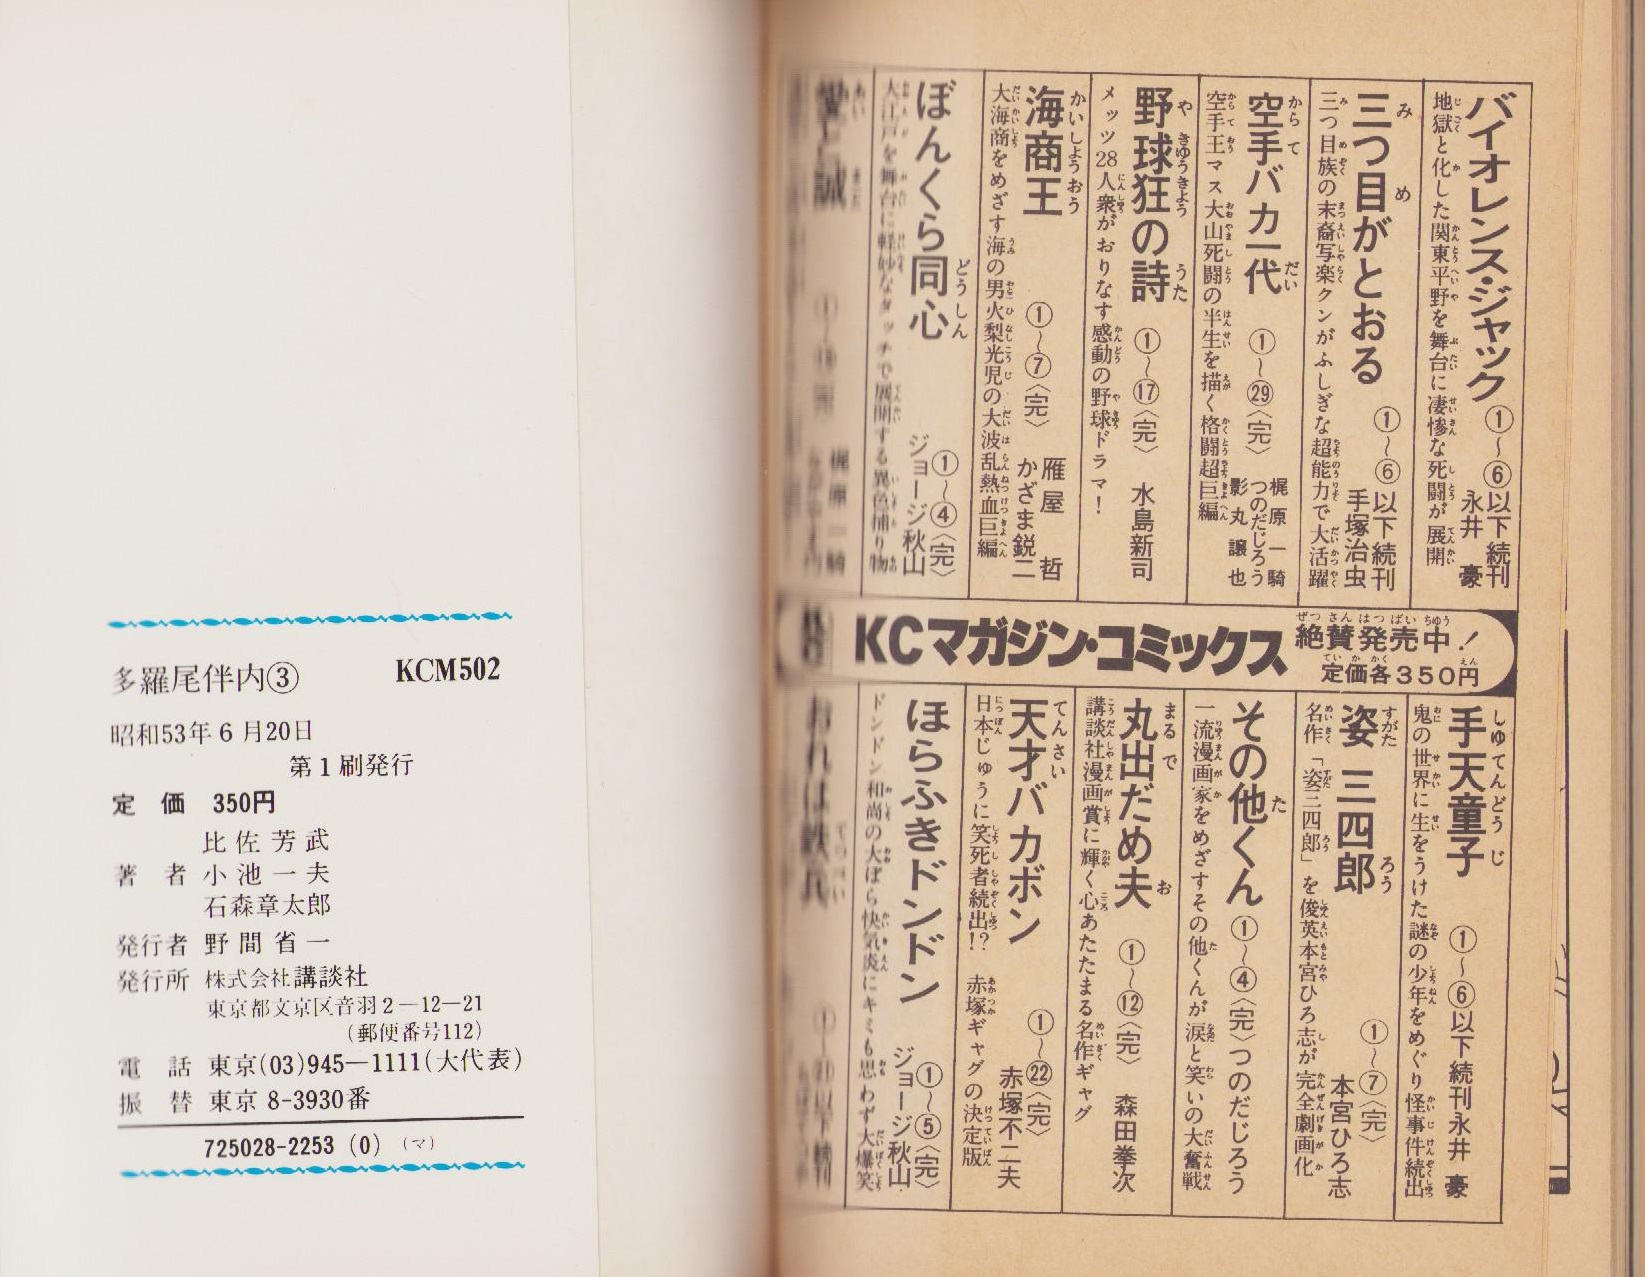 多羅尾伴内③ KCM502
昭和53年6月20日
第1刷発行
定 価 350円
比佐芳武
著 者 小池一夫
石森章太郎
発行者 野間省一
発行所 株式会社講談社
東京都文京区音羽2―12―21
(郵便番号112)
電 話 東京(03)945―1111(大代表)
振 替 東京8-3930番
725028-2253 (0) (マ)
バイオレンス・ジャック ①〜⑥以下続刊 永井 豪
地獄と化した関東平野を舞台に凄惨な死闘が展開
三つ目がとおる ①〜⑥以下続刊 手塚治虫
三つ目族の末裔写楽クンがふしぎな超能力で大活躍
空手バカ一代 ①〜㉙〈完〉 梶原一騎 つのだじろう 影丸譲也
空手王マス大山死闘の半生を描く格闘超巨編
野球狂の詩 ①〜⑰〈完〉 水島新司
メッツ28人衆がおりなす感動の野球ドラマ!
海商王 ①〜⑦〈完〉 雁屋 哲 かざま鋭二
大海商をめざす海の男火梨光児の大波乱熱血巨編
ぼんくら同心 ①〜④〈完〉 ジョージ秋山
大江戸を舞台に軽妙なタッチで展開する異色捕り物
愛と誠 梶原一騎
KCマガジン・コミックス 絶賛発売中!
定価各350円
手天童子 ①〜⑥以下続刊 永井 豪
鬼の世界に生をうけた謎の少年をめぐり怪事件続出
姿三四郎 ①〜⑦〈完〉 本宮ひろ志
名作「姿三四郎」を俊英本宮ひろ志が完全劇画化
その他くん ①〜④〈完〉 つのだじろう
一流漫画家をめざすその他くんが涙と笑いの大奮戦
丸出だめ夫 ①〜⑫〈完〉 森田拳次
講談社漫画賞に輝く心あたたまる名作ギャグ
天才バカボン ①〜㉒〈完〉 赤塚不二夫
日本じゅうに笑死者続出!? 赤塚ギャグの決定版
ほらふきドンドン ①〜⑤〈完〉 ジョージ秋山
ドンドン和尚の大ぼら快気炎にキミも思わず大爆笑
おれは鉄兵 以下続刊